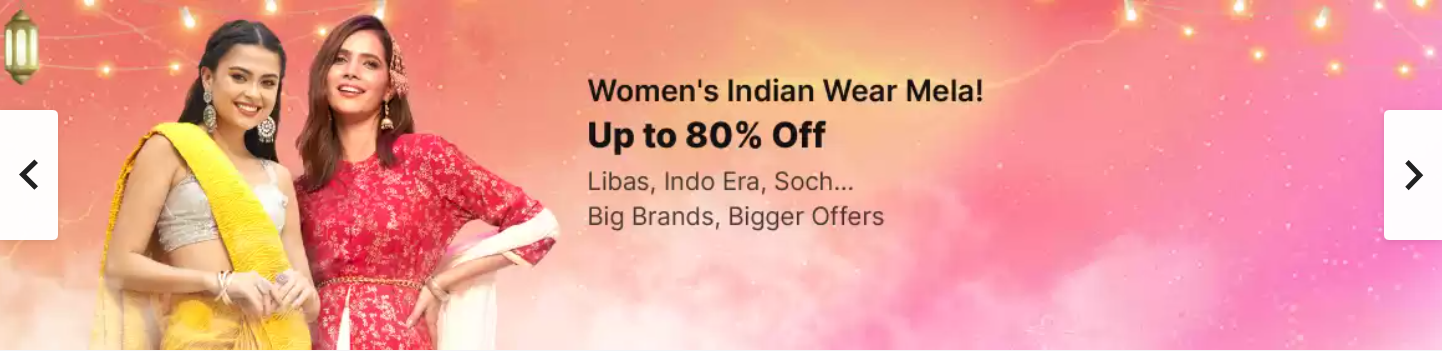 Women's Indian Wear Mela!
Up to 80% Off
Libas, Indo Era, Soch...
Big Brands, Bigger Offers